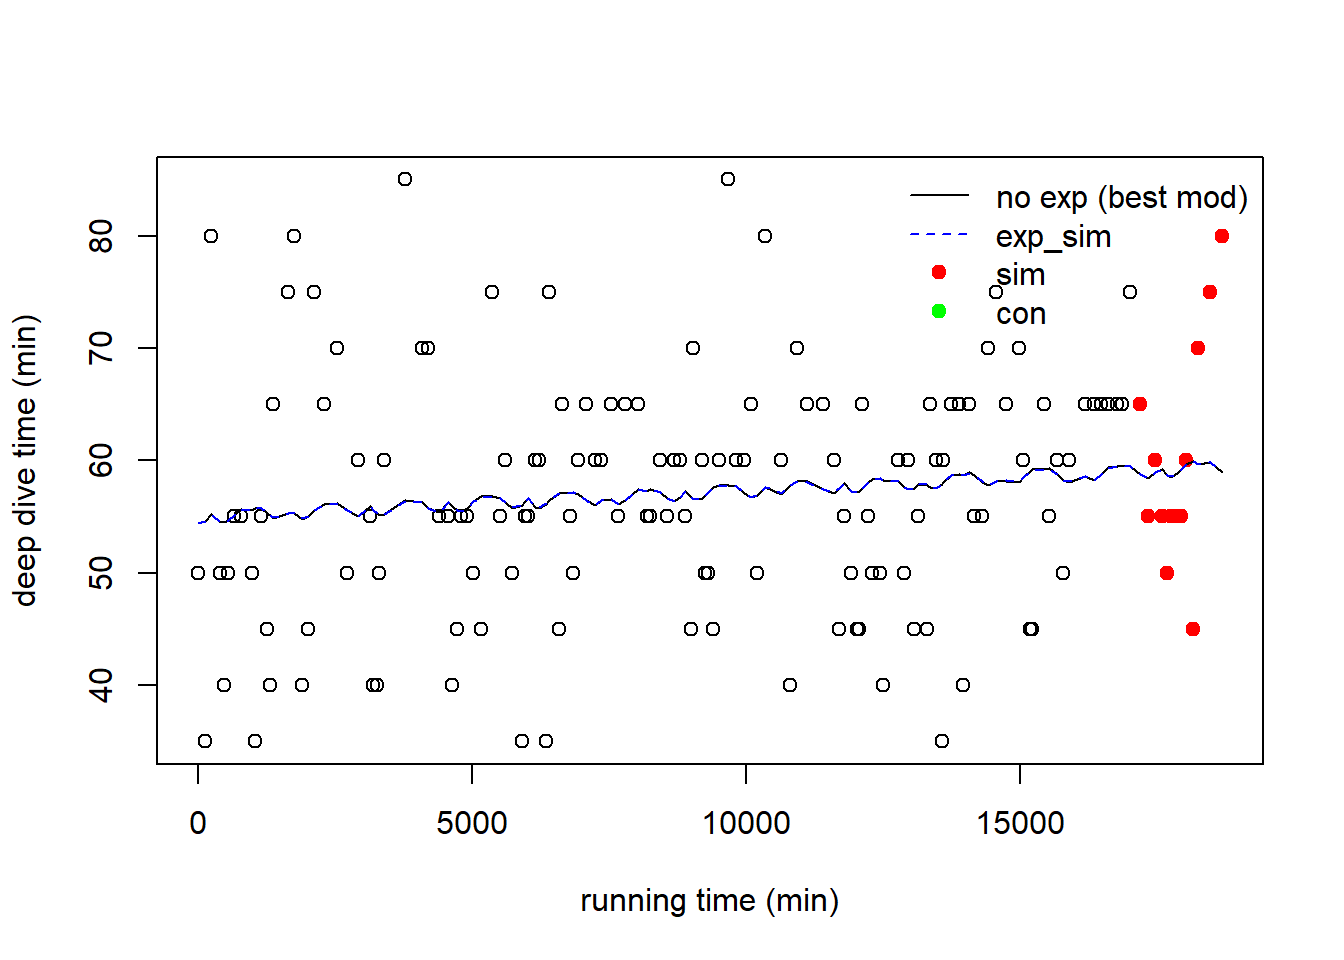 no exp (best mod)
exp_sim
sim
con
deep dive time (min)
80
70
60
50
40
0 5000 10000 15000
running time (min)